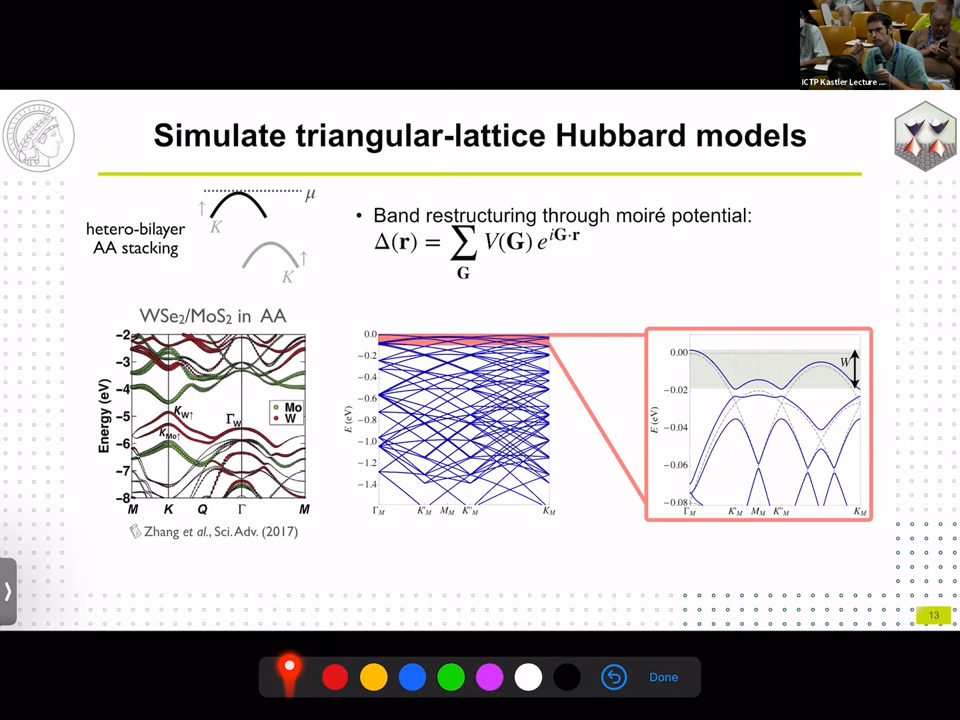 ICTP Kastler Lecture ...
Simulate triangular-lattice Hubbard models
μ
↑
K
hetero-bilayer
AA stacking
↑
K
• Band restructuring through moiré potential:
Δ(r) = ∑ V(G) e^{iG·r}
G
WSe₂/MoS₂ in AA
Energy (eV)
-2
-3
-4
-5
-6
-7
-8
K_W↑
Γ_W
K_Mo↑
Mo
W
M K Q Γ M
Zhang et al., Sci. Adv. (2017)
E (eV)
0.0
−0.2
−0.4
−0.6
−0.8
−1.0
−1.2
−1.4
Γ_M K'_M M_M K''_M K_M
E (eV)
0.00
−0.02
−0.04
−0.06
−0.08
W
Γ_M K'_M M_M K''_M K_M
13
Done